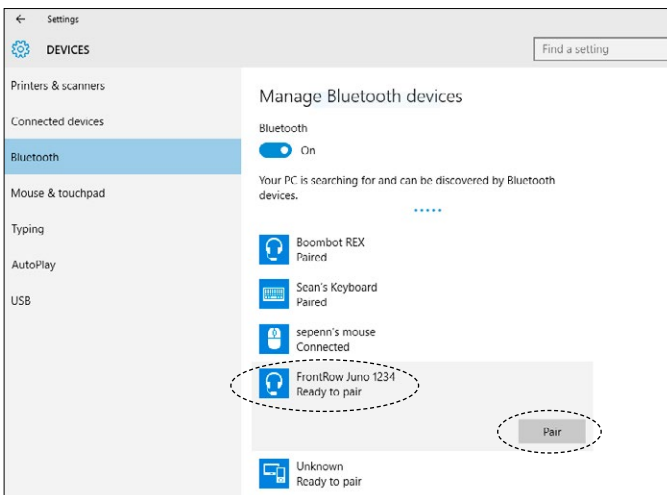 Settings
DEVICES
Find a setting
Printers & scanners
Connected devices
Bluetooth
Mouse & touchpad
Typing
AutoPlay
USB
Manage Bluetooth devices
Bluetooth
On
Your PC is searching for and can be discovered by Bluetooth
devices.
Boombot REX
Paired
Sean's Keyboard
Paired
sepenn's mouse
Connected
FrontRow Juno 1234
Ready to pair
Pair
Unknown
Ready to pair